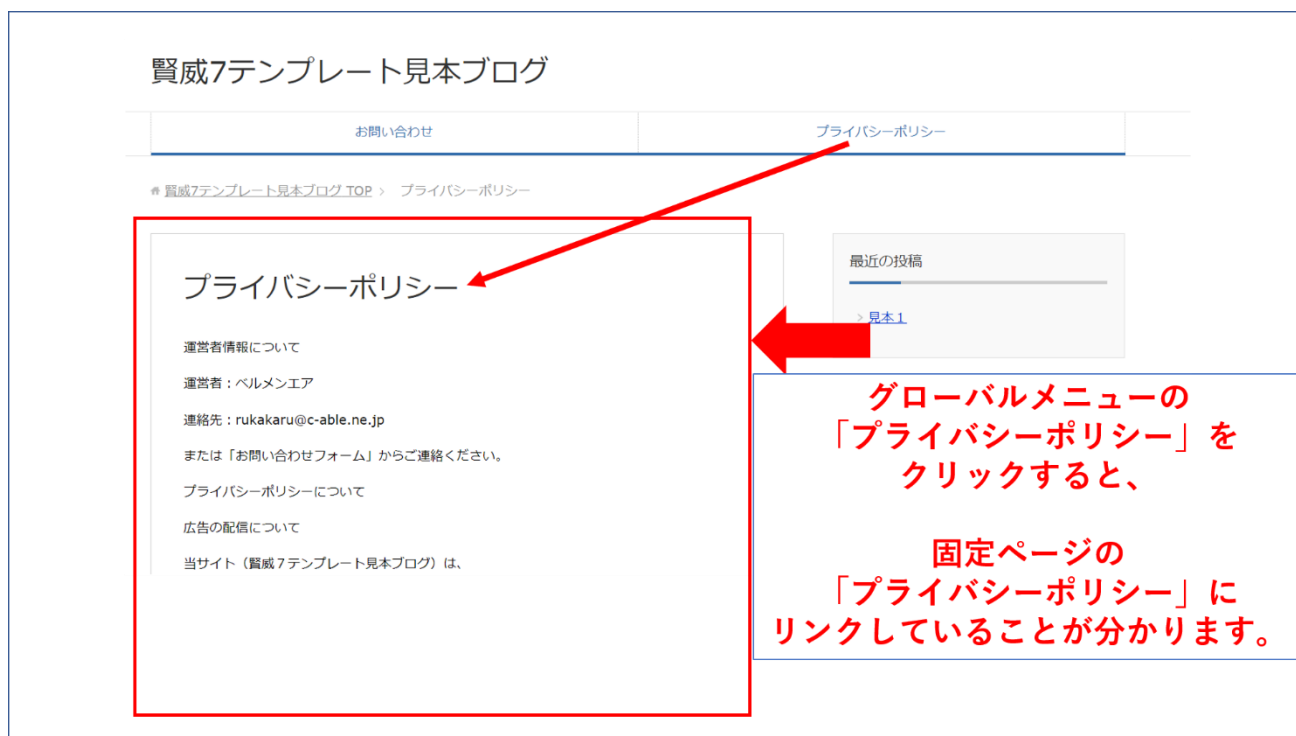 賢威7テンプレート見本ブログ
お問い合わせ
プライバシーポリシー
賢威7テンプレート見本ブログ TOP > プライバシーポリシー
プライバシーポリシー
運営者情報について
運営者：ベルメンエア
連絡先：rukakaru@c-able.ne.jp
または「お問い合わせフォーム」からご連絡ください。
プライバシーポリシーについて
広告の配信について
当サイト（賢威７テンプレート見本ブログ）は、
最近の投稿
> 見本１
グローバルメニューの
「プライバシーポリシー」を
クリックすると、
固定ページの
「プライバシーポリシー」に
リンクしていることが分かります。